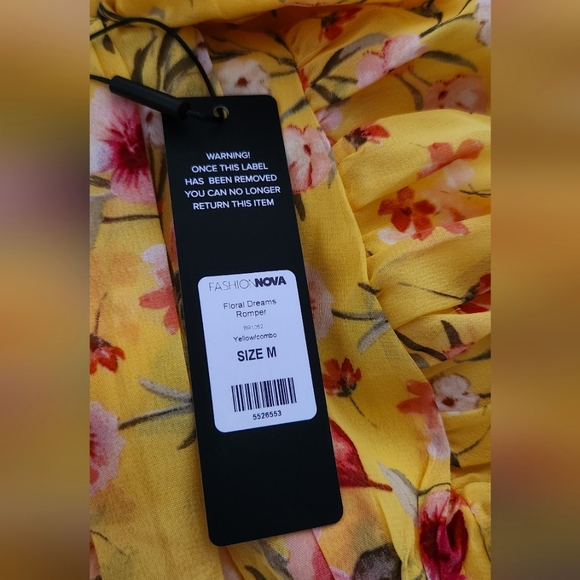 WARNING!
ONCE THIS LABEL
HAS BEEN REMOVED
YOU CAN NO LONGER
RETURN THIS ITEM
FASHIONNOVA
Floral Dreams
Romper
Yellow/combo
SIZE M
5526553